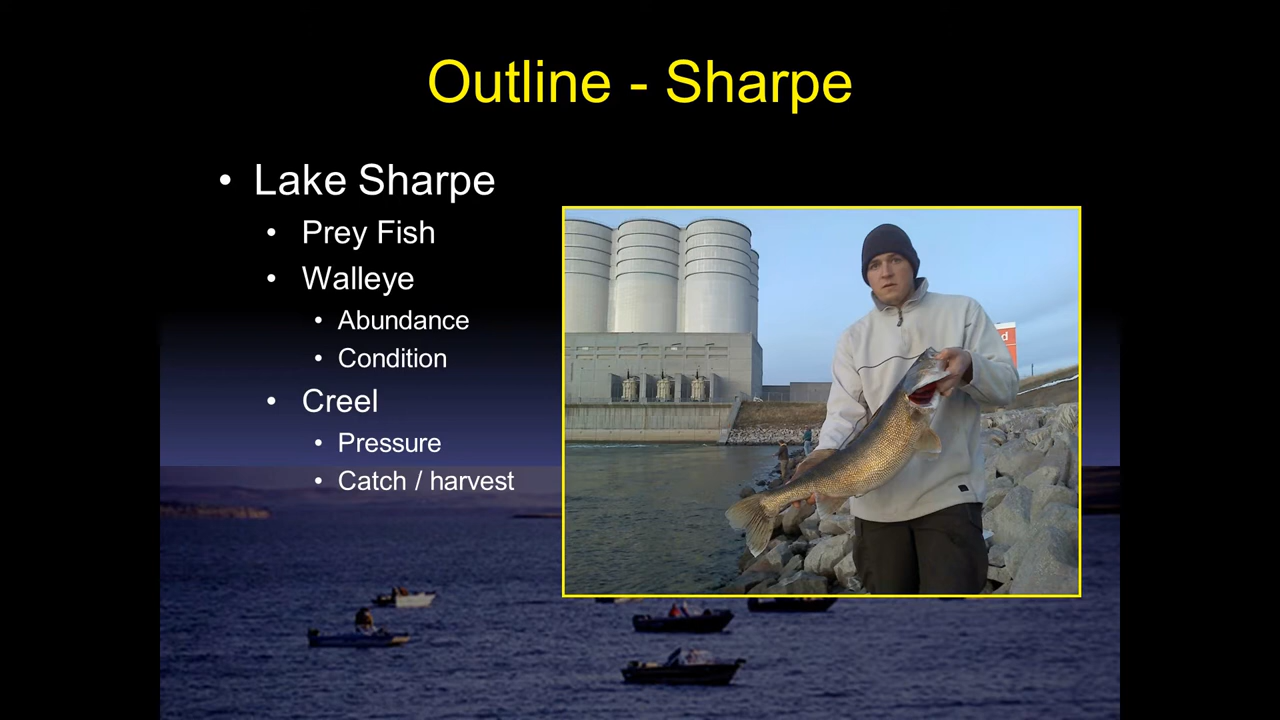 Outline - Sharpe
• Lake Sharpe
• Prey Fish
• Walleye
• Abundance
• Condition
• Creel
• Pressure
• Catch / harvest